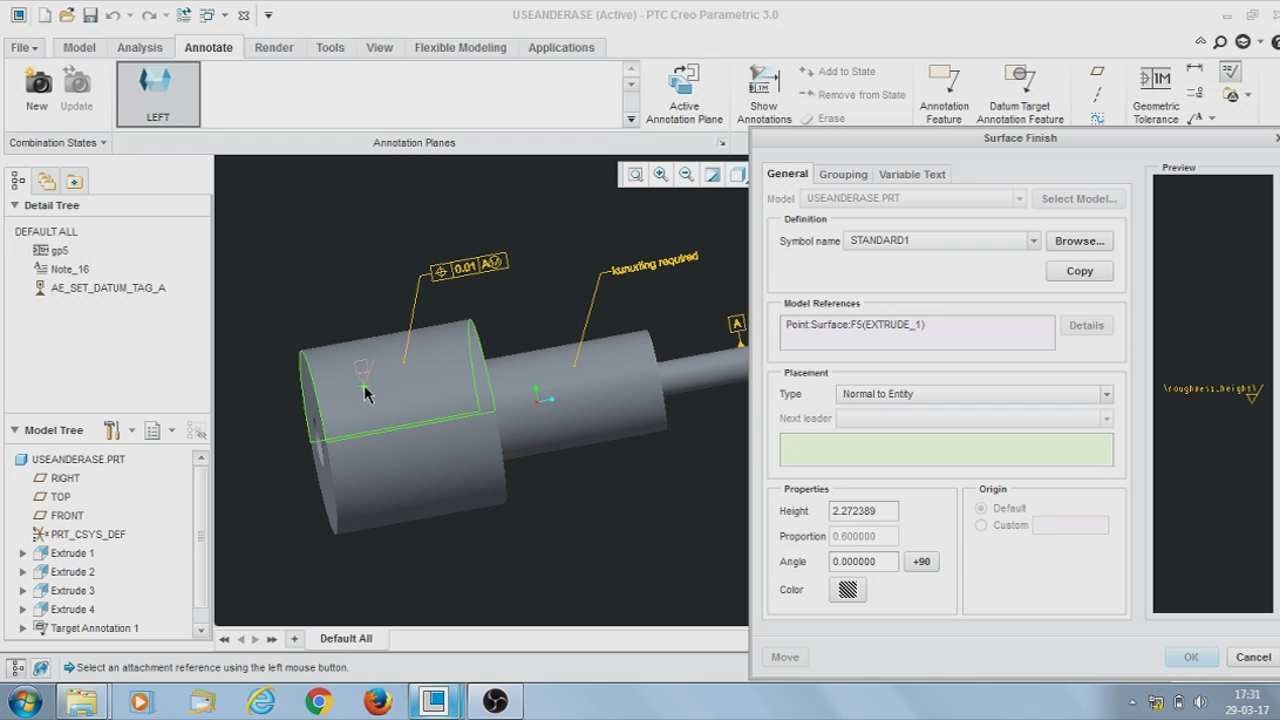 USEANDERASE (Active) - PTC Creo Parametric 3.0
File Model Analysis Annotate Render Tools View Flexible Modeling Applications
New Update LEFT
Active Annotation Plane
Show Annotations
Add to State
Remove from State
Erase
Annotation Feature
Datum Target Annotation Feature
Geometric Tolerance
Combination States
Annotation Planes
Detail Tree
DEFAULT ALL
gp5
Note_16
AE_SET_DATUM_TAG_A
Model Tree
USEANDERASE.PRT
RIGHT
TOP
FRONT
PRT_CSYS_DEF
Extrude 1
Extrude 2
Extrude 3
Extrude 4
Target Annotation 1
0.01 A
kunurling required
A
Default All
Surface Finish
General Grouping Variable Text
Model USEANDERASE.PRT Select Model...
Definition
Symbol name STANDARD1 Browse...
Copy
Model References
Point:Surface:F5(EXTRUDE_1) Details
Placement
Type Normal to Entity
Next leader
Properties
Height 2.272389
Proportion 0.600000
Angle 0.000000 +90
Color
Origin
Default
Custom
Preview
\roughness_height\
Move OK Cancel
Select an attachment reference using the left mouse button.
17:31
29-03-17